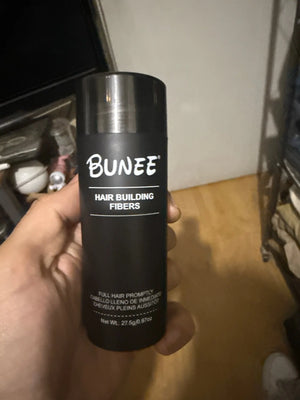 BUNEE®
HAIR BUILDING
FIBERS
FULL HAIR PROMPTLY
CABELLO LLENO DE INMEDIATO
CHEVEUX PLEINS AUSSITÔT
Net Wt. 27.5g/0.97oz